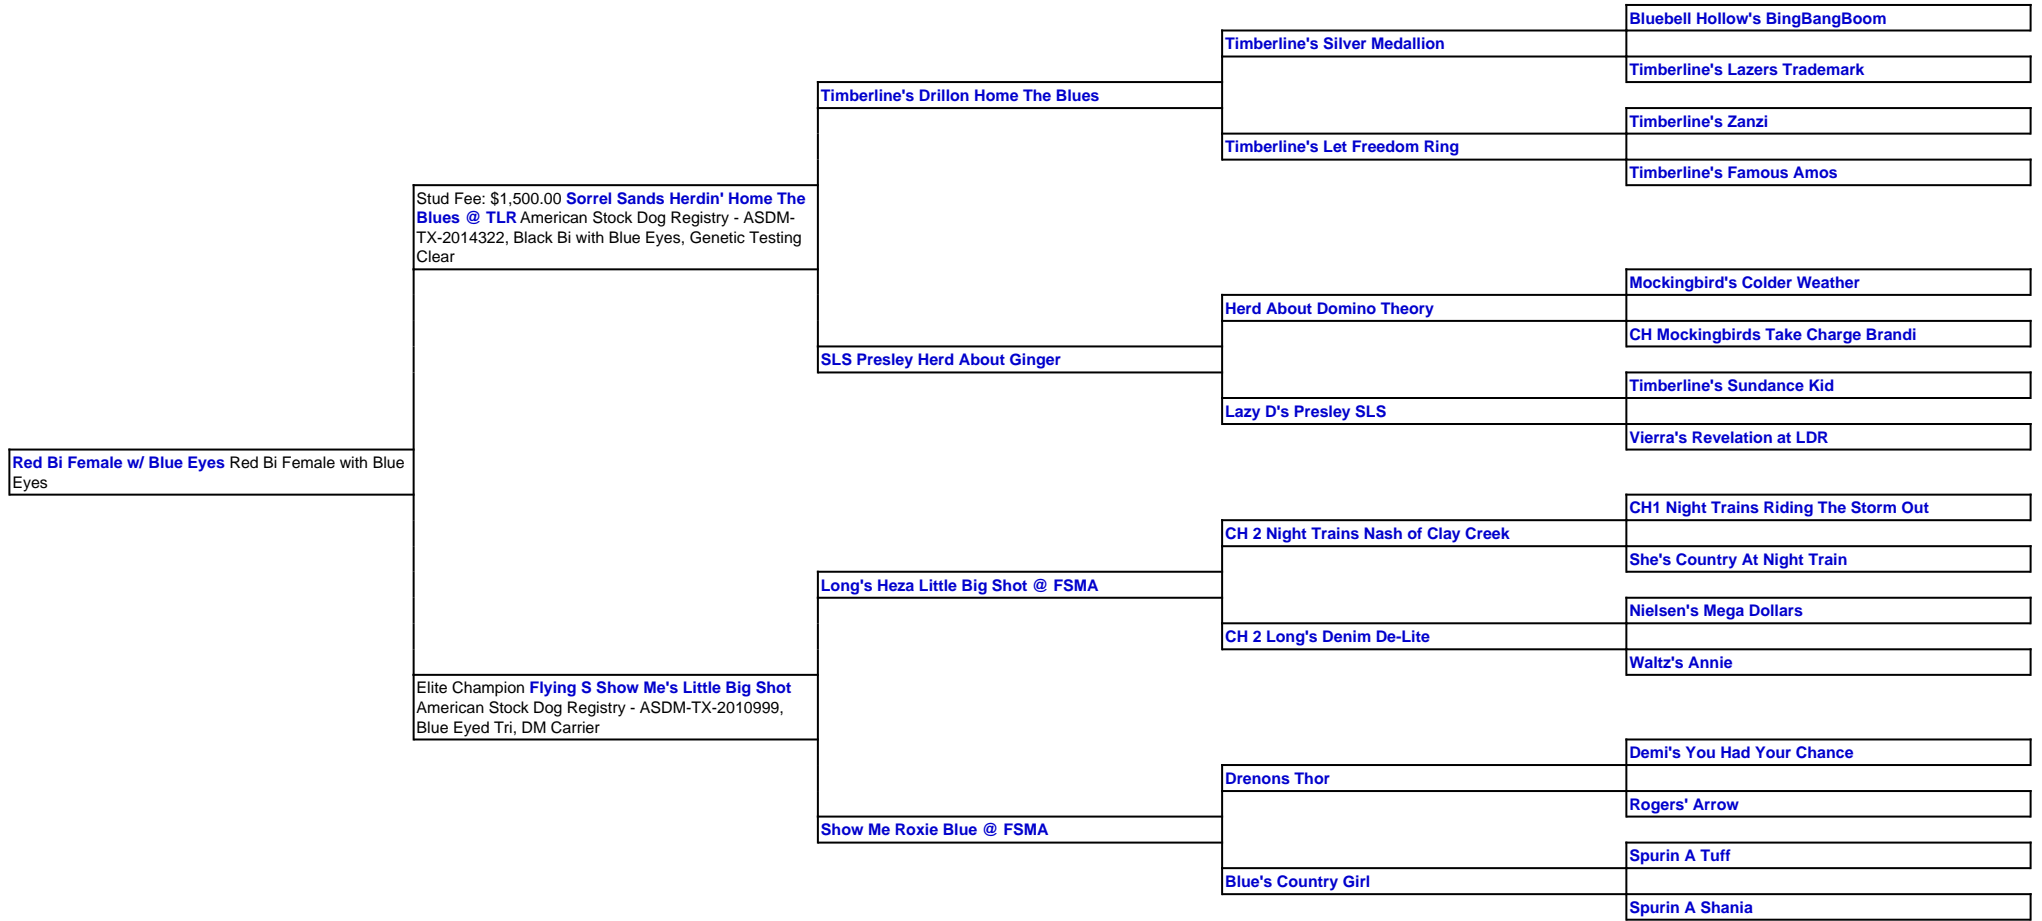 Bluebell Hollow's BingBangBoom
Timberline's Silver Medallion
Timberline's Lazers Trademark
Timberline's Drillon Home The Blues
Timberline's Zanzi
Timberline's Let Freedom Ring
Timberline's Famous Amos
Stud Fee: $1,500.00 Sorrel Sands Herdin' Home The
Blues @ TLR American Stock Dog Registry - ASDM-
TX-2014322, Black Bi with Blue Eyes, Genetic Testing
Clear
Mockingbird's Colder Weather
Herd About Domino Theory
CH Mockingbirds Take Charge Brandi
SLS Presley Herd About Ginger
Timberline's Sundance Kid
Lazy D's Presley SLS
Vierra's Revelation at LDR
Red Bi Female w/ Blue Eyes Red Bi Female with Blue
Eyes
CH1 Night Trains Riding The Storm Out
CH 2 Night Trains Nash of Clay Creek
She's Country At Night Train
Long's Heza Little Big Shot @ FSMA
Nielsen's Mega Dollars
CH 2 Long's Denim De-Lite
Waltz's Annie
Elite Champion Flying S Show Me's Little Big Shot
American Stock Dog Registry - ASDM-TX-2010999,
Blue Eyed Tri, DM Carrier
Demi's You Had Your Chance
Drenons Thor
Rogers' Arrow
Show Me Roxie Blue @ FSMA
Spurin A Tuff
Blue's Country Girl
Spurin A Shania